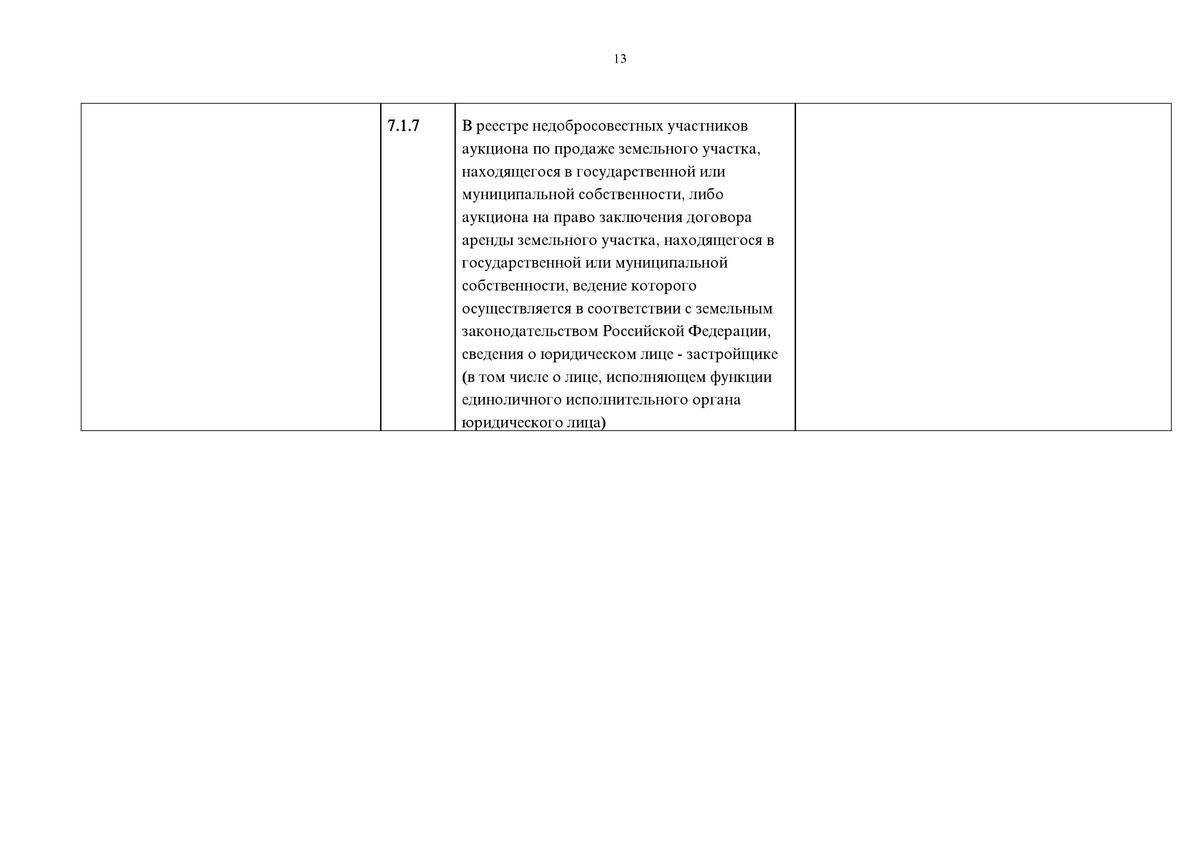 13
7.1.7
В реестре недобросовестных участников
аукциона по продаже земельного участка,
находящегося в государственной или
муниципальной собственности, либо
аукциона на право заключения договора
аренды земельного участка, находящегося в
государственной или муниципальной
собственности, ведение которого
осуществляется в соответствии с земельным
законодательством Российской Федерации,
сведения о юридическом лице - застройщике
(в том числе о лице, исполняющем функции
единоличного исполнительного органа
юридического лица)